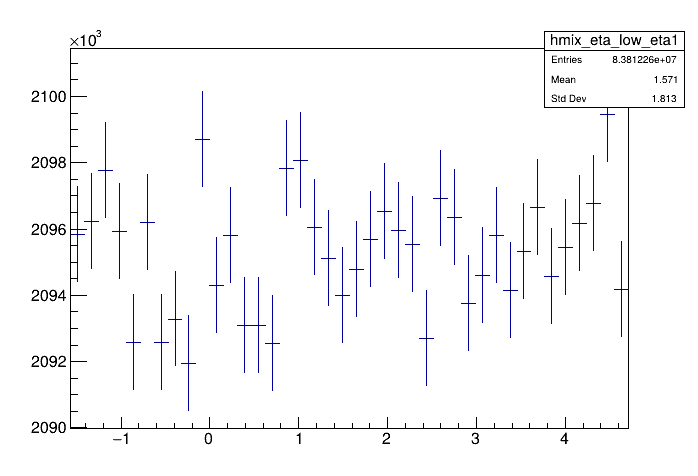 ×10³
hmix_eta_low_eta1
Entries 8.381226e+07
Mean 1.571
Std Dev 1.813
2100
2098
2096
2094
2092
2090
−1 0 1 2 3 4